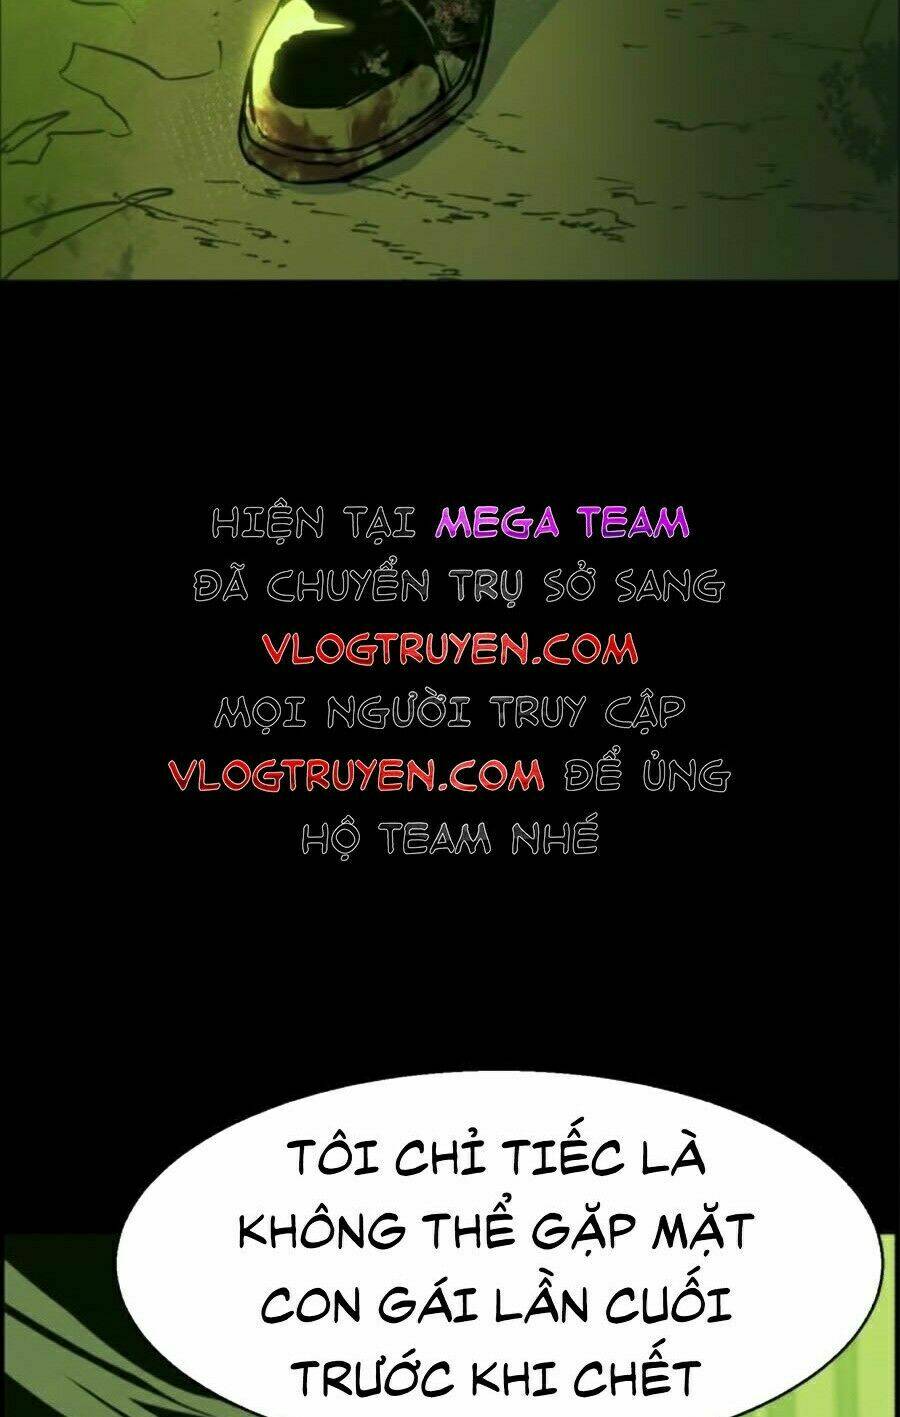 HIỆN TẠI MEGA TEAM
ĐÃ CHUYỂN TRỤ SỞ SANG
VLOGTRUYEN.COM
MỌI NGƯỜI TRUY CẬP
VLOGTRUYEN.COM ĐỂ ỦNG
HỘ TEAM NHÉ
TÔI CHỈ TIẾC LÀ
KHÔNG THỂ GẶP MẶT
CON GÁI LẦN CUỐI
TRƯỚC KHI CHẾT